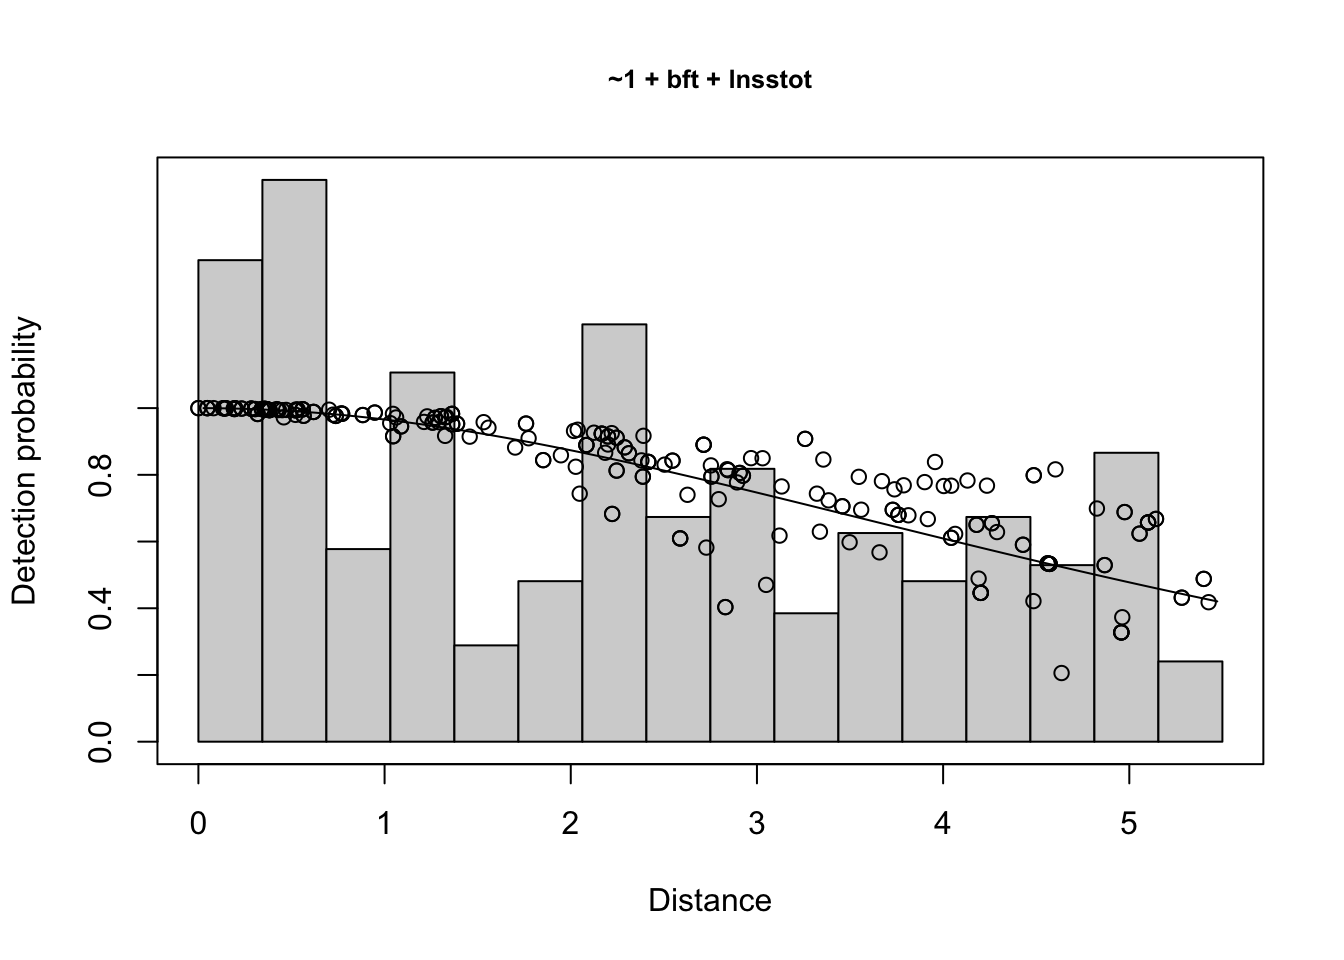 ~1 + bft + lnsstot
Detection probability
0.8
0.4
0.0
0 1 2 3 4 5
Distance